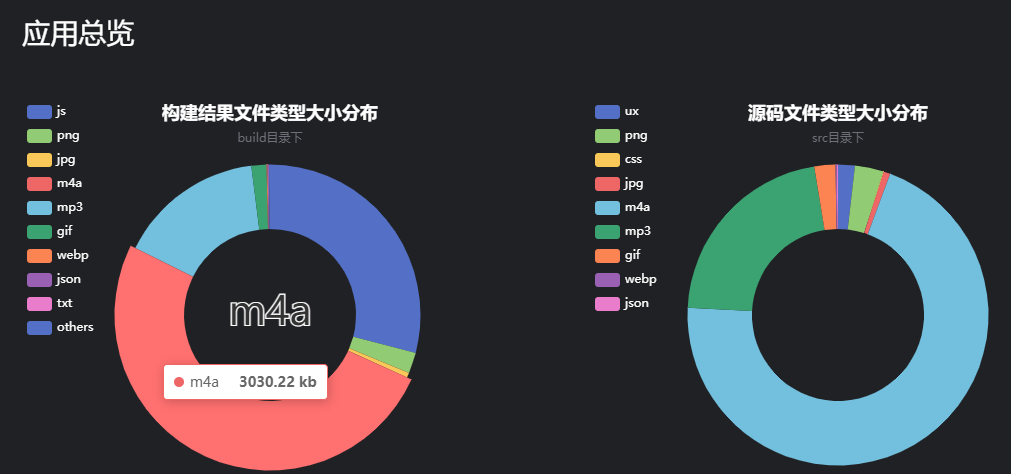 应用总览
构建结果文件类型大小分布
build目录下
js
png
jpg
m4a
mp3
gif
webp
json
txt
others
m4a
m4a 3030.22 kb
源码文件类型大小分布
src目录下
ux
png
css
jpg
m4a
mp3
gif
webp
json